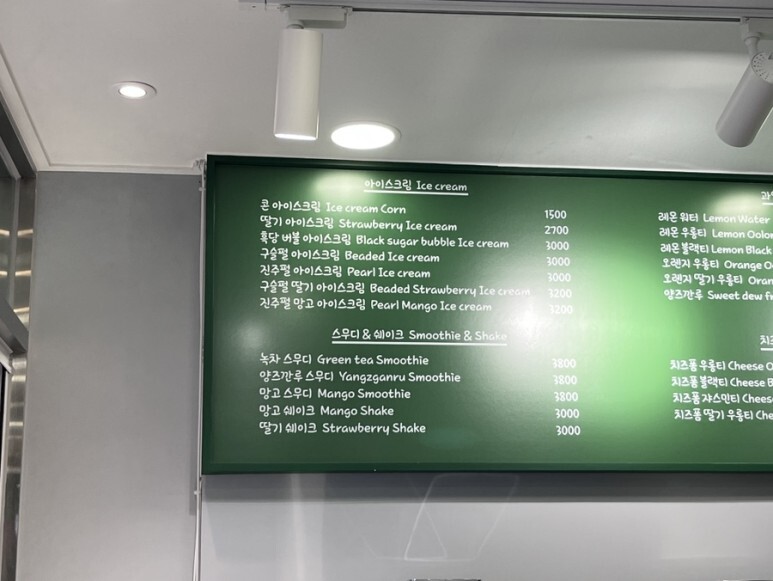 아이스크림 Ice cream
콘 아이스크림 Ice cream Corn 1500
딸기 아이스크림 Strawberry Ice cream 2700
흑당 버블 아이스크림 Black sugar bubble Ice cream 3000
구슬펄 아이스크림 Beaded Ice cream 3000
진주펄 아이스크림 Pearl Ice cream 3000
구슬펄 딸기 아이스크림 Beaded Strawberry Ice cream 3200
진주펄 망고 아이스크림 Pearl Mango Ice cream 3200
스무디 & 쉐이크 Smoothie & Shake
녹차 스무디 Green tea Smoothie 3800
양즈깐루 스무디 Yangzganru Smoothie 3800
망고 스무디 Mango Smoothie 3800
망고 쉐이크 Mango Shake 3000
딸기 쉐이크 Strawberry Shake 3000
레몬 워터 Lemon Water
레몬 우롱티 Lemon Oolon
레몬 블랙티 Lemon Black
오렌지 우롱티 Orange O
오렌지 딸기 우롱티 Oran
양즈깐루 Sweet dew f
치즈
치즈폼 우롱티 Cheese O
치즈폼 블랙티 Cheese B
치즈폼 쟈스민티 Cheese
치즈폼 딸기 우롱티 Che